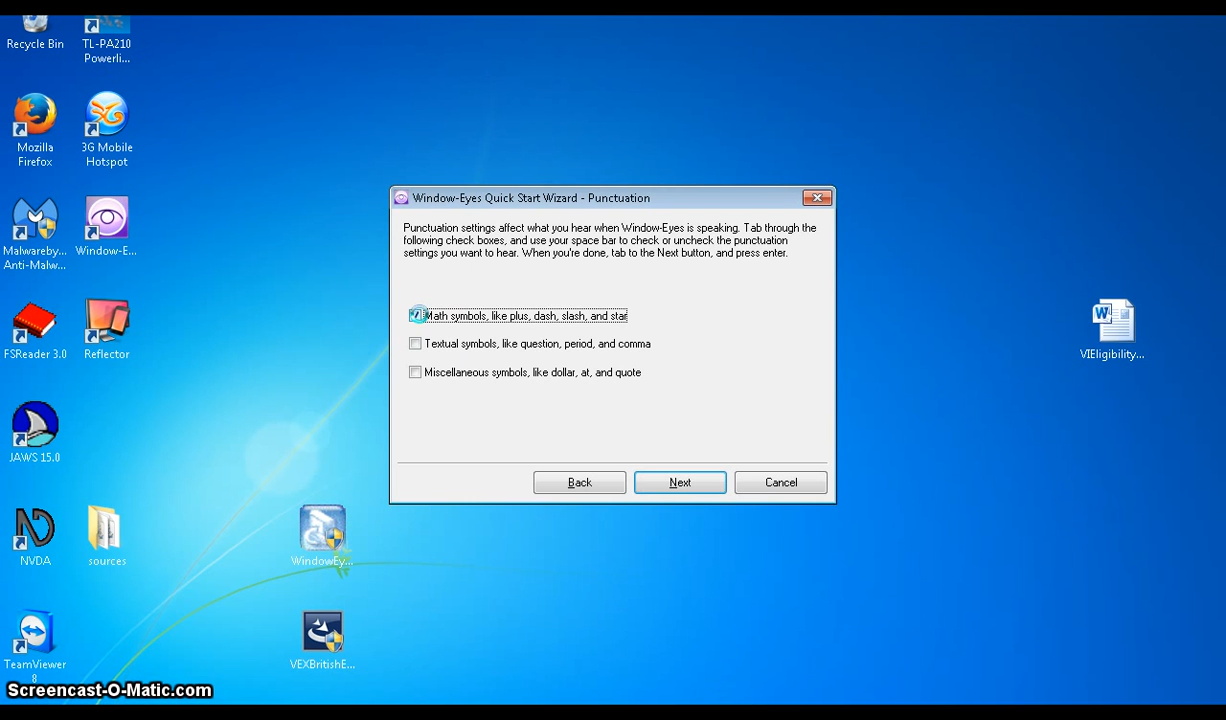 Recycle Bin
TL-PA210
Powerli...
Mozilla
Firefox
3G Mobile
Hotspot
Malwareby...
Anti-Malw...
Window-E...
FSReader 3.0
Reflector
JAWS 15.0
NVDA
sources
TeamViewer
8
WindowEy...
VEXBritishE...
VIEligibility...
Window-Eyes Quick Start Wizard - Punctuation
Punctuation settings affect what you hear when Window-Eyes is speaking. Tab through the
following check boxes, and use your space bar to check or uncheck the punctuation
settings you want to hear. When you're done, tab to the Next button, and press enter.
Math symbols, like plus, dash, slash, and star
Textual symbols, like question, period, and comma
Miscellaneous symbols, like dollar, at, and quote
Back
Next
Cancel
Screencast-O-Matic.com